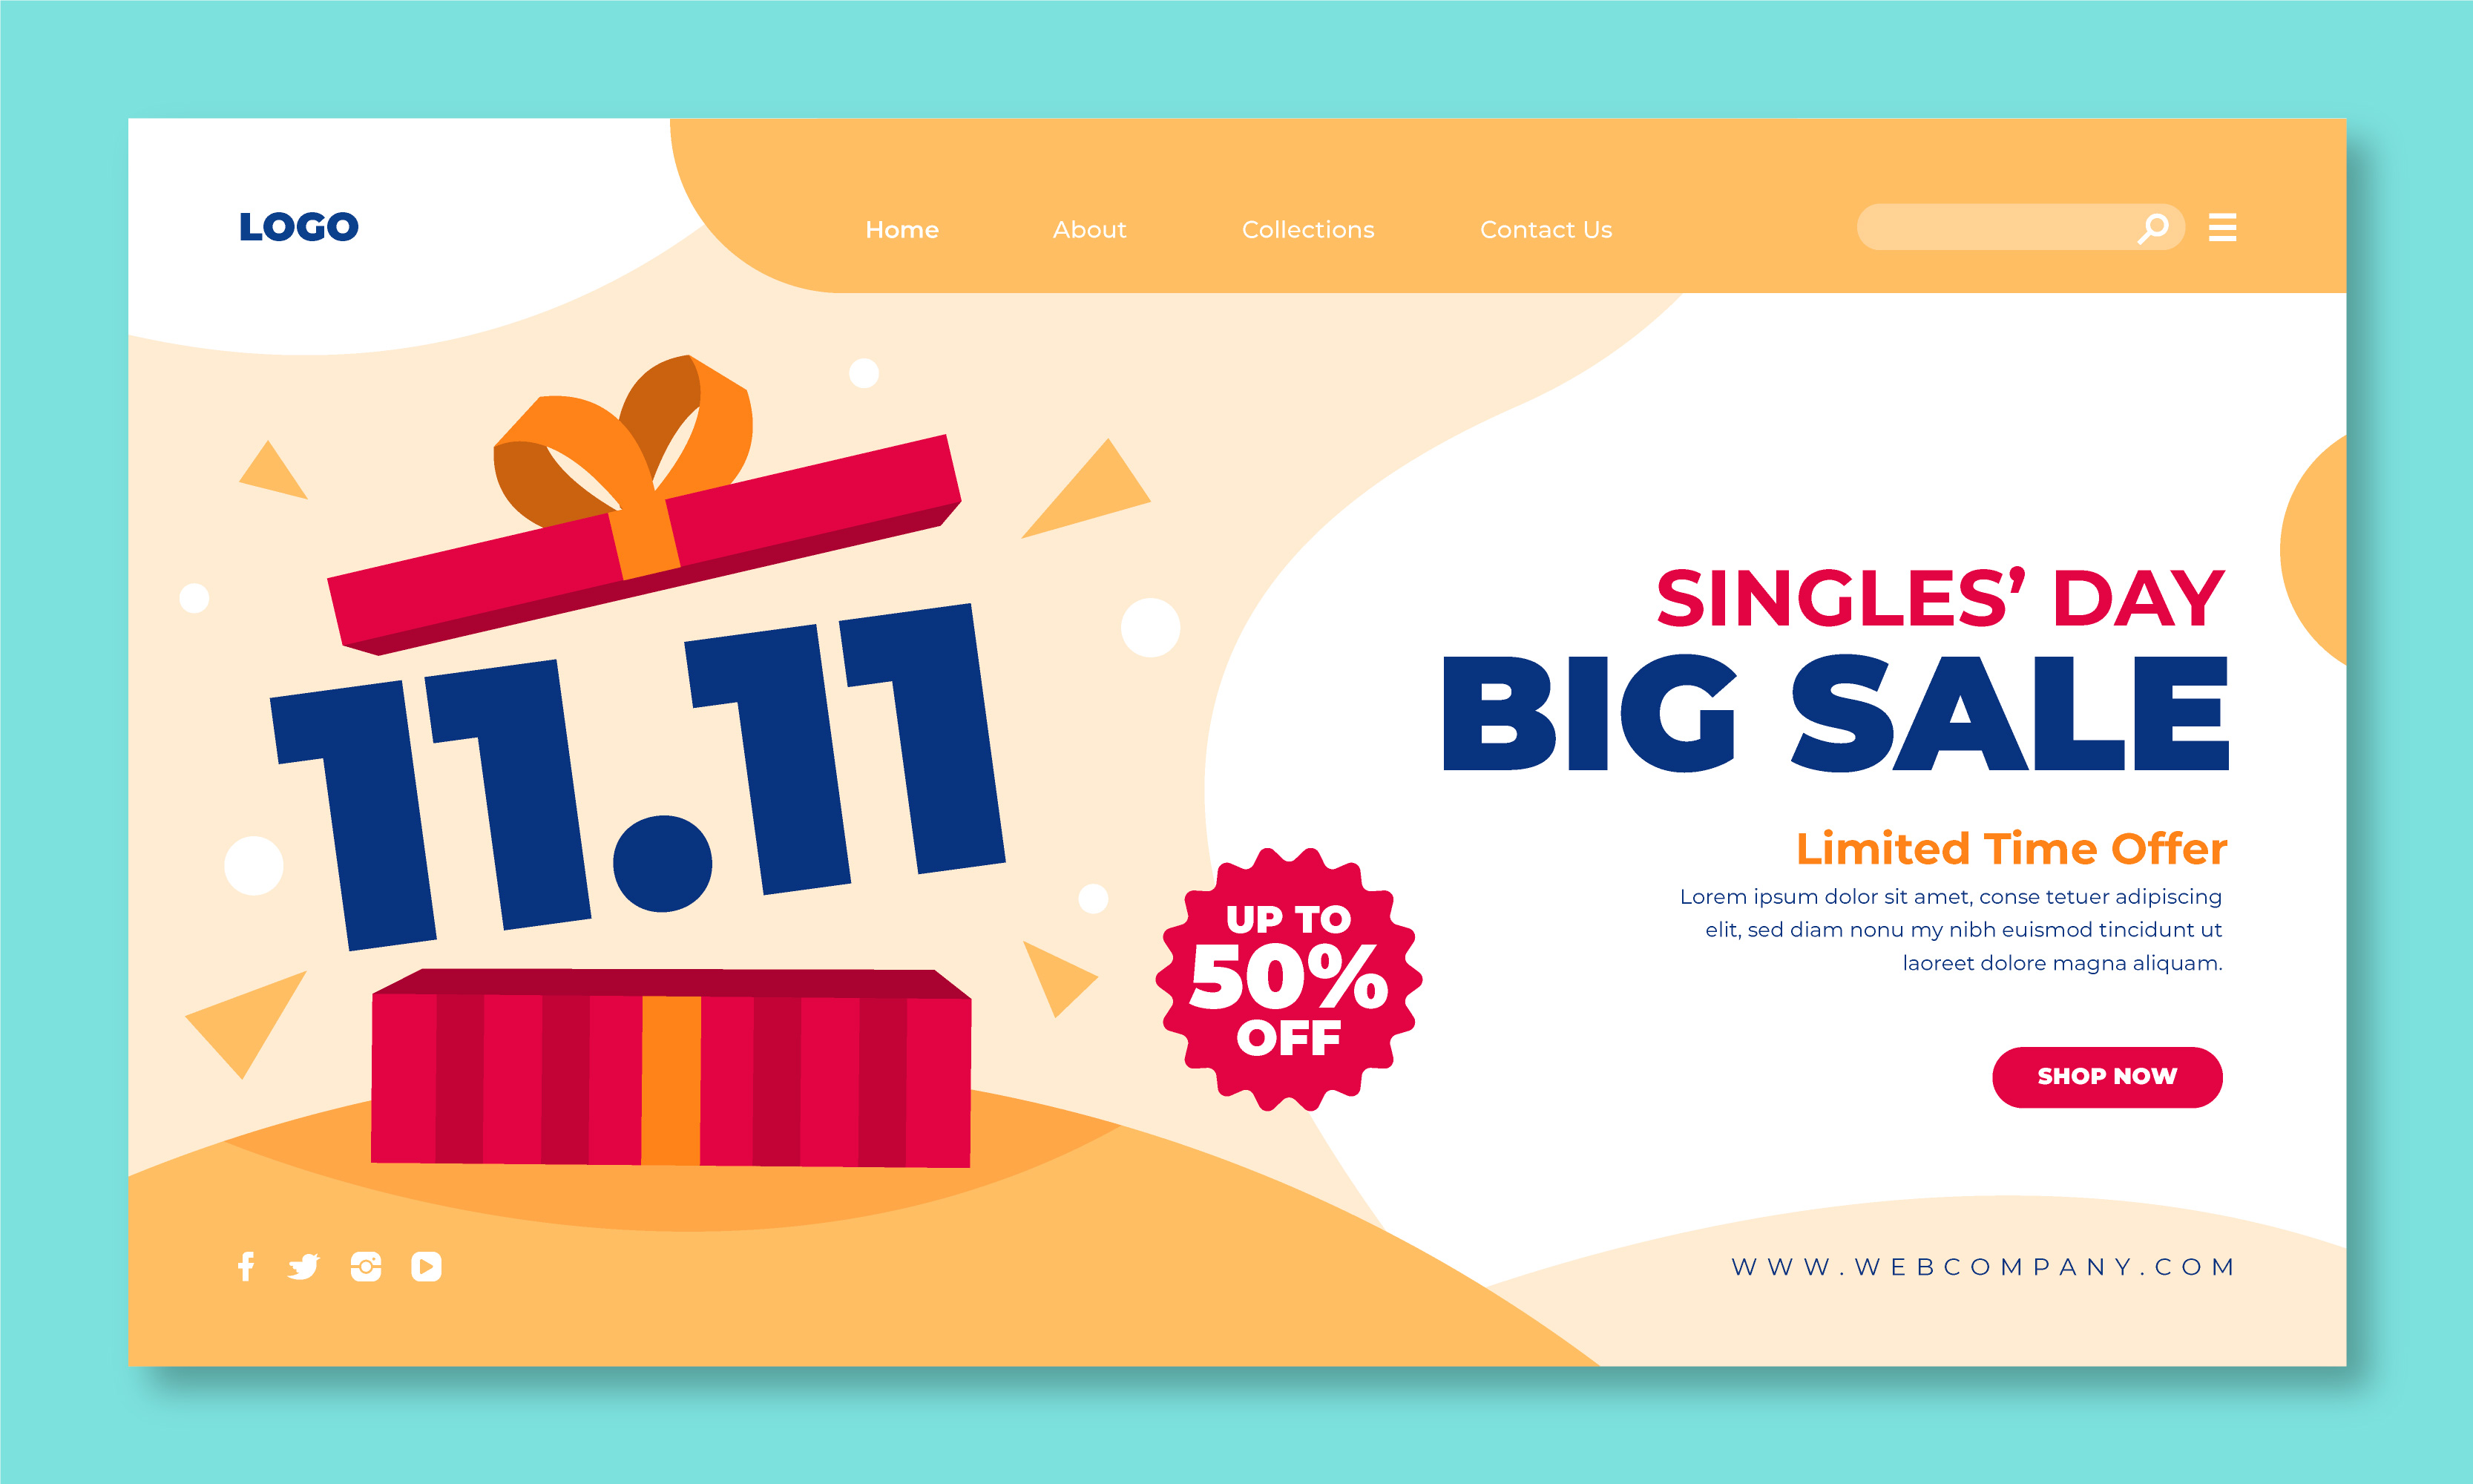 LOGO
Home
About
Collections
Contact Us
11.11
SINGLES’ DAY
BIG SALE
Limited Time Offer
Lorem ipsum dolor sit amet, conse tetuer adipiscing
elit, sed diam nonu my nibh euismod tincidunt ut
laoreet dolore magna aliquam.
UP TO
50%
OFF
SHOP NOW
WWW.WEBCOMPANY.COM